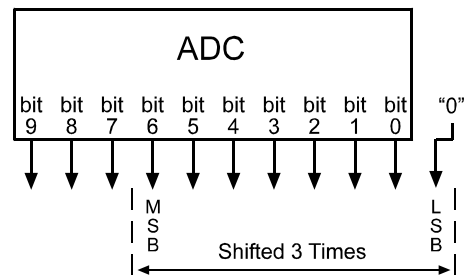 ADC
bit bit bit bit bit bit bit bit bit bit "0"
9 8 7 6 5 4 3 2 1 0
MSB LSB
Shifted 3 Times